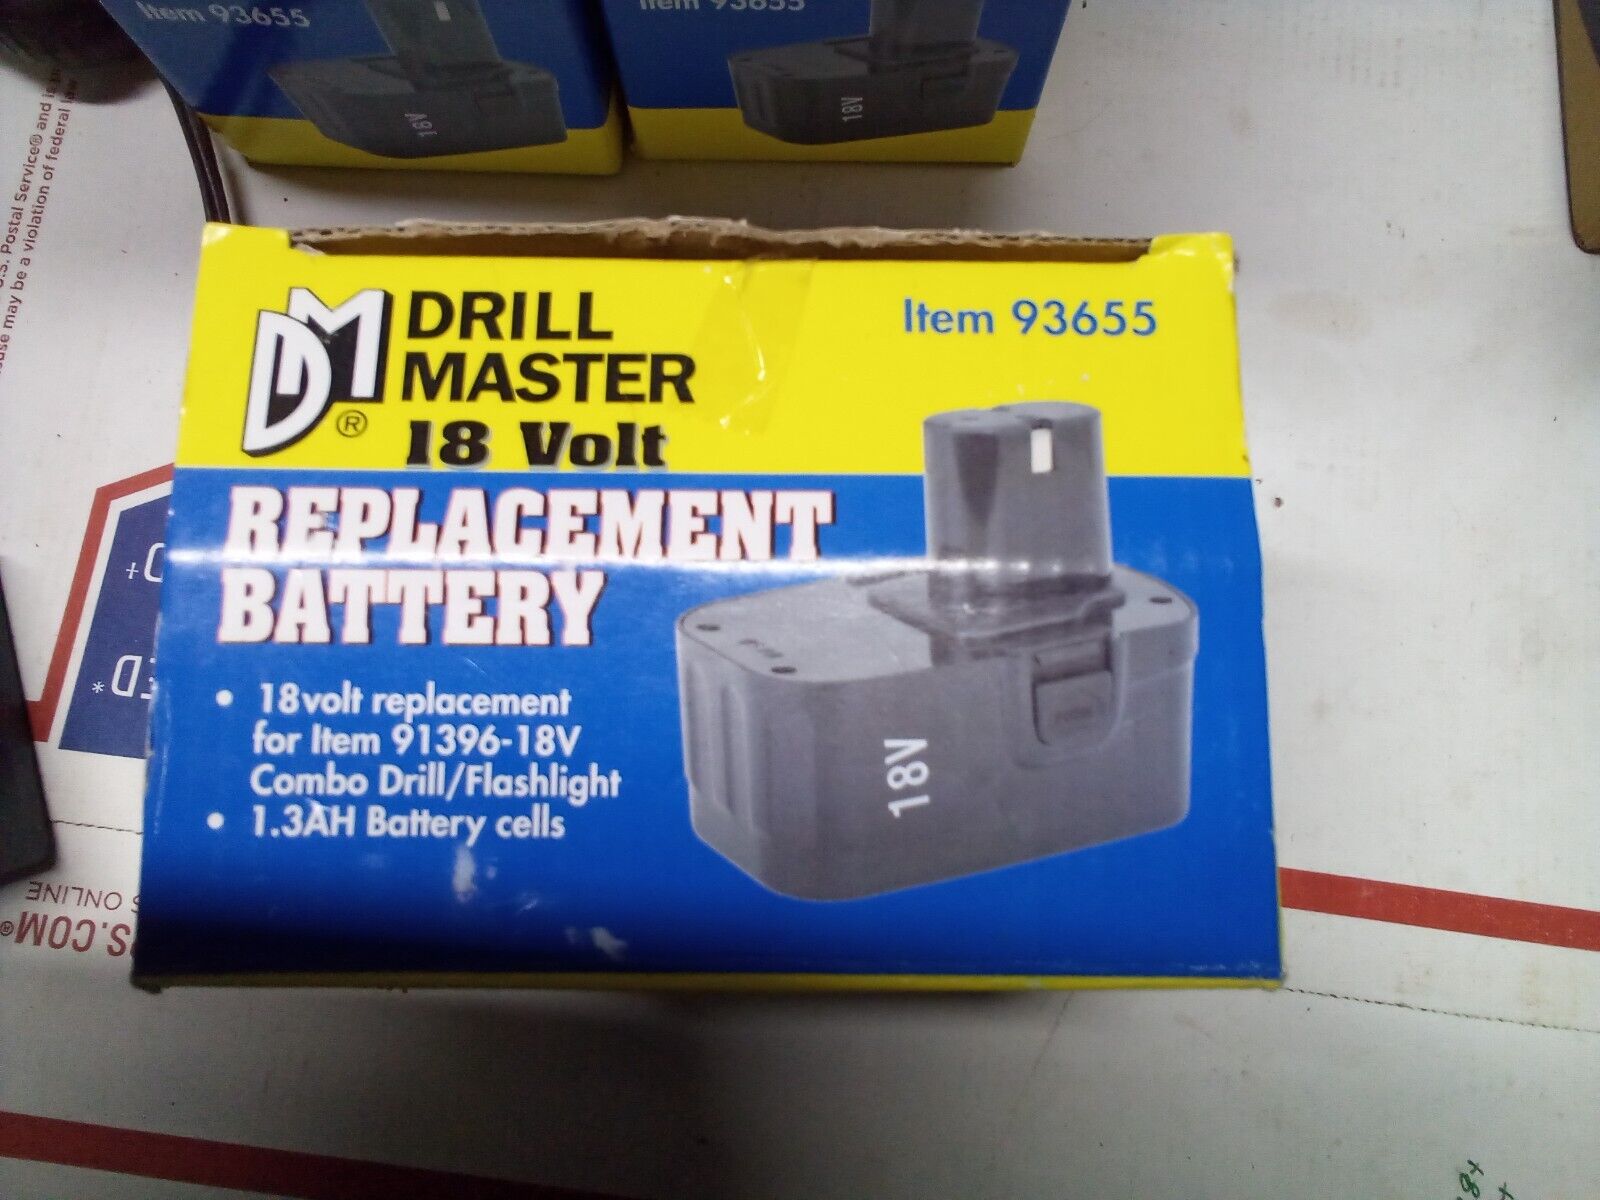 Item 93655
Item 93655
18V
18V
DM
DRILL
MASTER
®
18 Volt
Item 93655
REPLACEMENT
BATTERY
• 18volt replacement
for Item 91396-18V
Combo Drill/Flashlight
• 1.3AH Battery cells
18V
U.S. Postal Service® and is
may be a violation of federal law
ONLINE
S.COM®